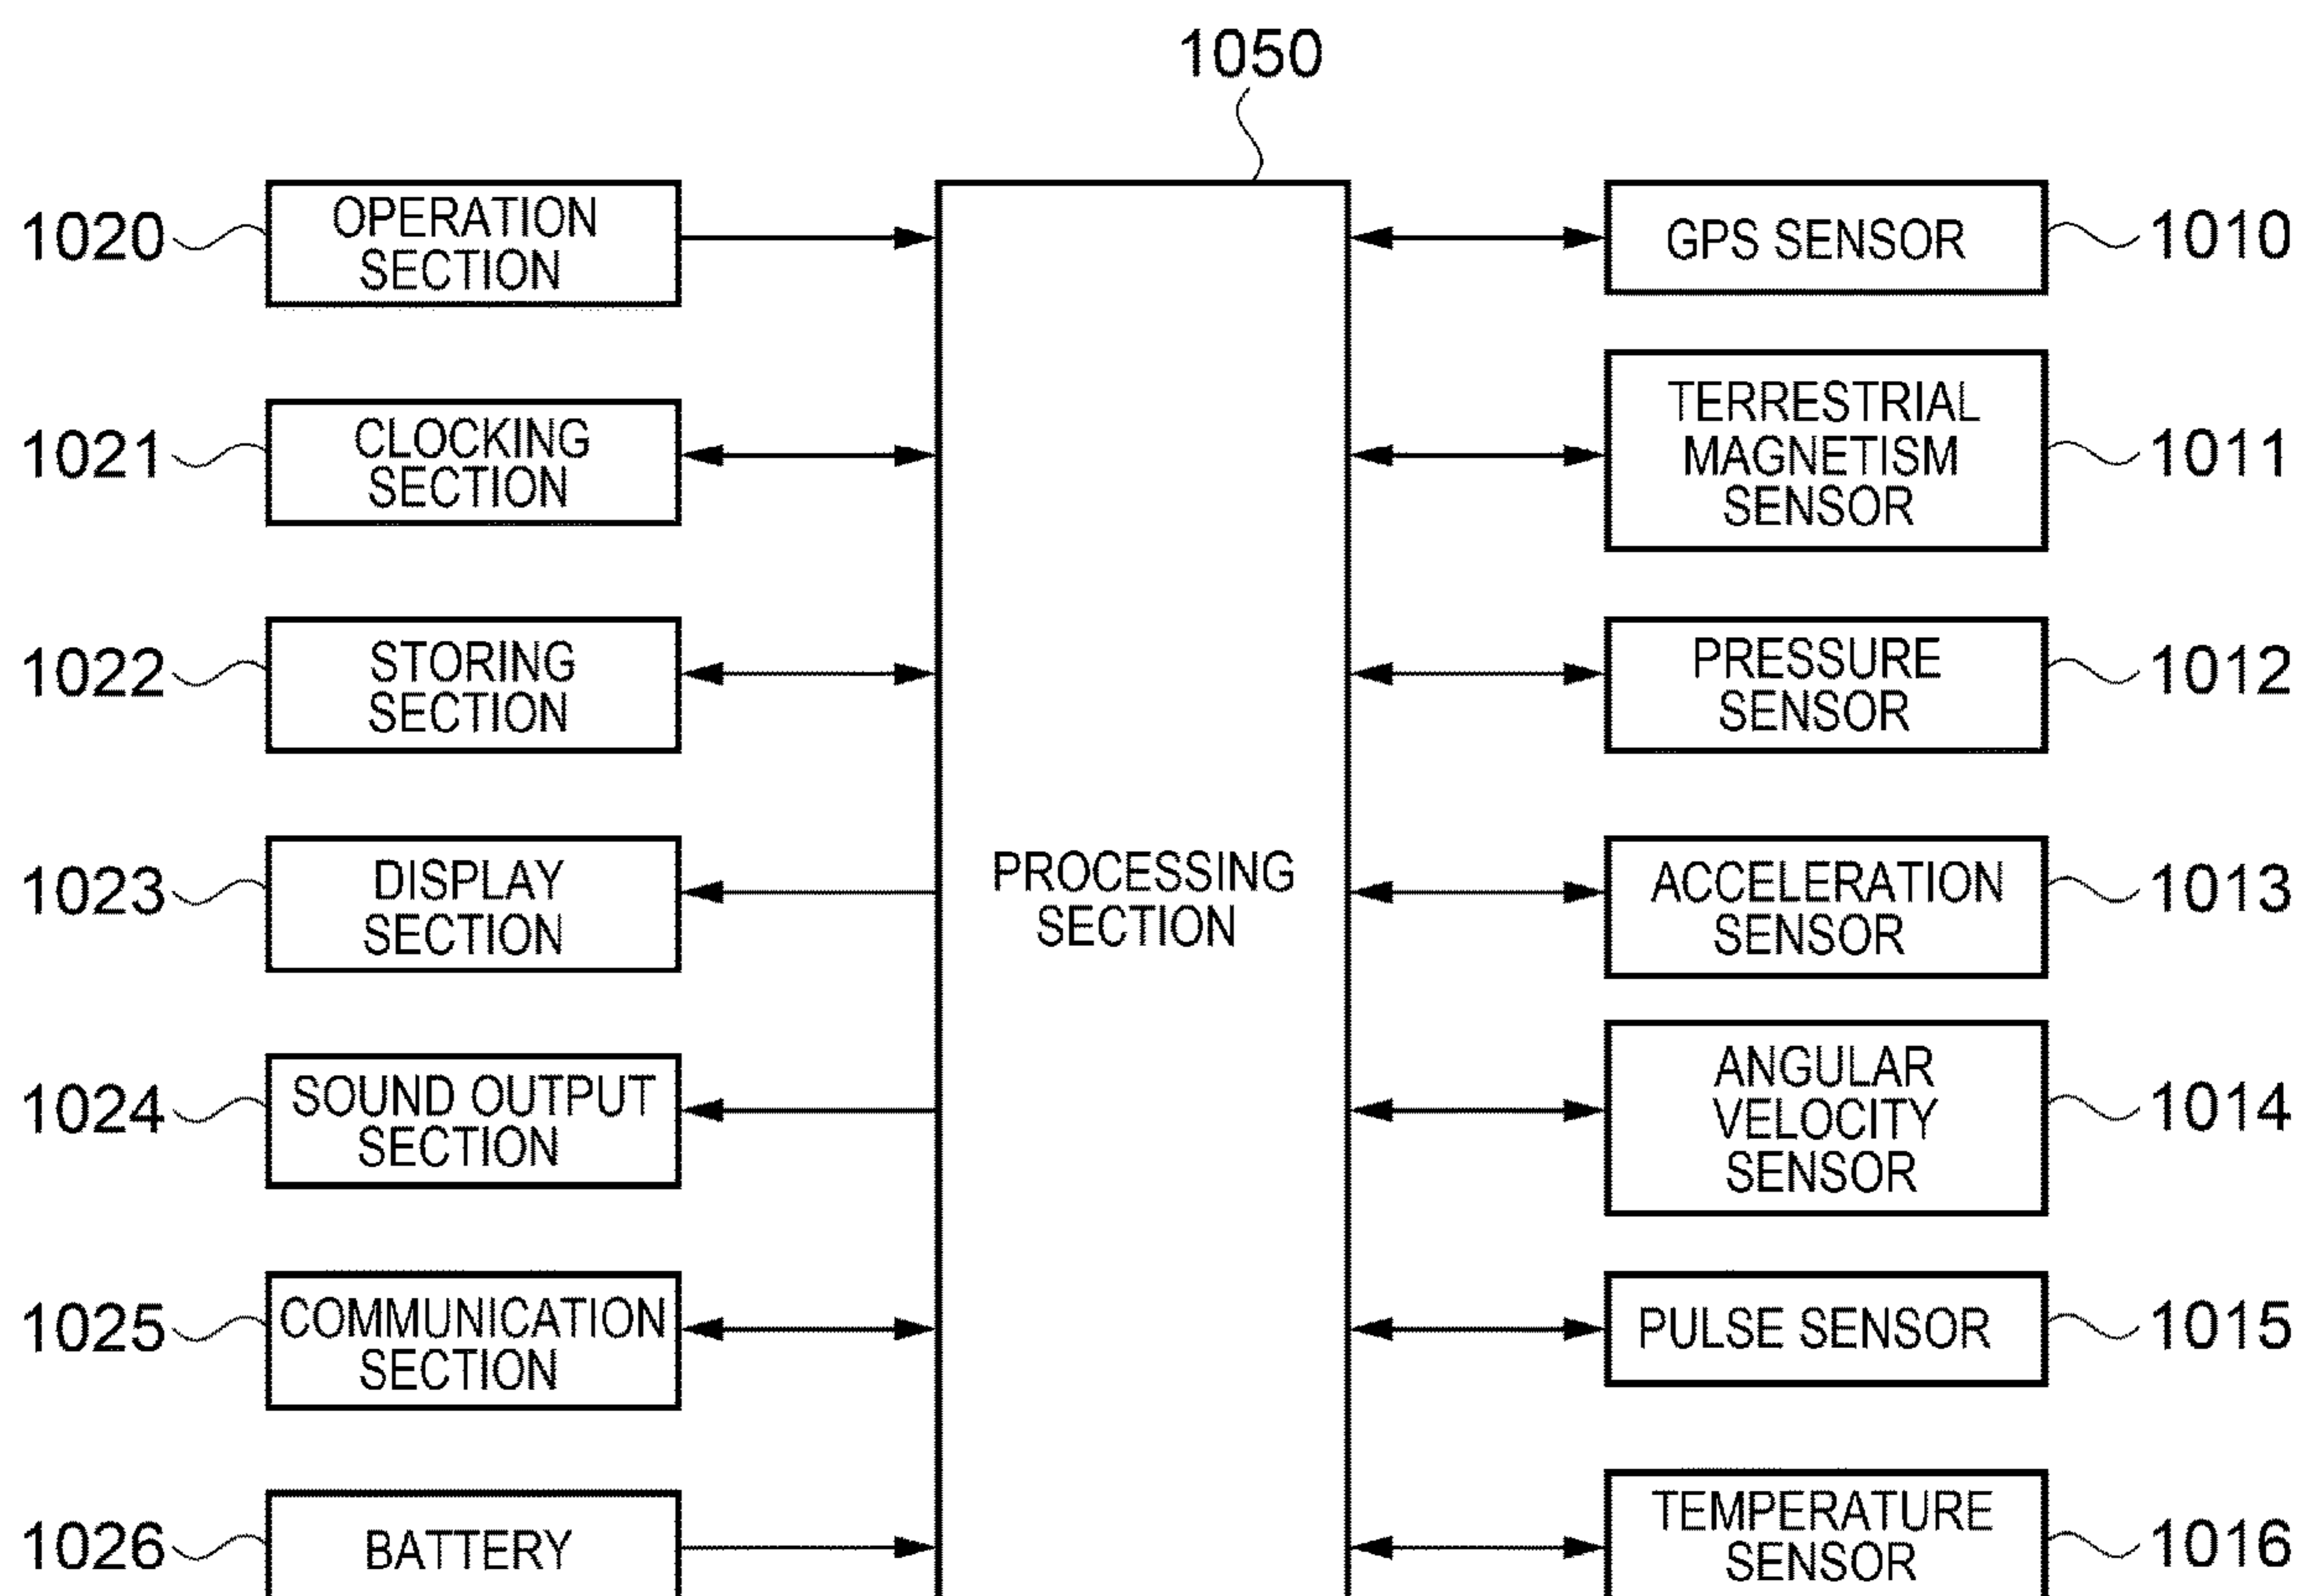 1050
1020
OPERATION
SECTION
GPS SENSOR
1010
1021
CLOCKING
SECTION
TERRESTRIAL
MAGNETISM
SENSOR
1011
1022
STORING
SECTION
PRESSURE
SENSOR
1012
1023
DISPLAY
SECTION
PROCESSING
SECTION
ACCELERATION
SENSOR
1013
1024
SOUND OUTPUT
SECTION
ANGULAR
VELOCITY
SENSOR
1014
1025
COMMUNICATION
SECTION
PULSE SENSOR
1015
1026
BATTERY
TEMPERATURE
SENSOR
1016